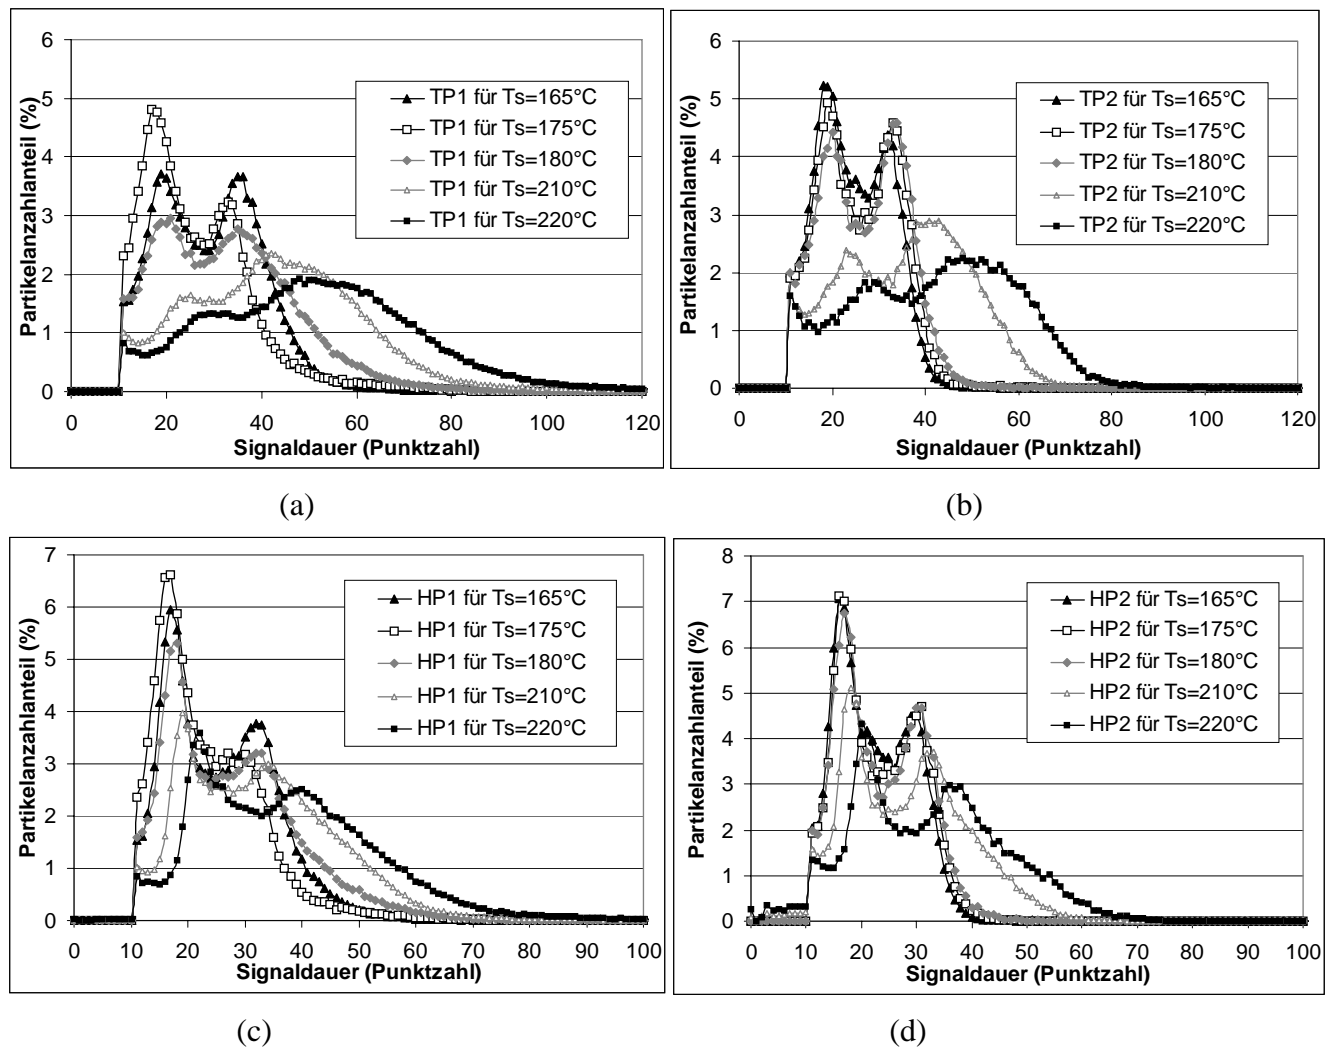 6
5
4
3
2
1
0
Partikelanzahlanteil (%)
TP1 für Ts=165°C
TP1 für Ts=175°C
TP1 für Ts=180°C
TP1 für Ts=210°C
TP1 für Ts=220°C
0 20 40 60 80 100 120
Signaldauer (Punktzahl)
(a)
6
5
4
3
2
1
0
Partikelanzahlanteil (%)
TP2 für Ts=165°C
TP2 für Ts=175°C
TP2 für Ts=180°C
TP2 für Ts=210°C
TP2 für Ts=220°C
0 20 40 60 80 100 120
Signaldauer (Punktzahl)
(b)
7
6
5
4
3
2
1
0
Partikelanzahlanteil (%)
HP1 für Ts=165°C
HP1 für Ts=175°C
HP1 für Ts=180°C
HP1 für Ts=210°C
HP1 für Ts=220°C
0 10 20 30 40 50 60 70 80 90 100
Signaldauer (Punktzahl)
(c)
8
7
6
5
4
3
2
1
0
Partikelanzahlanteil (%)
HP2 für Ts=165°C
HP2 für Ts=175°C
HP2 für Ts=180°C
HP2 für Ts=210°C
HP2 für Ts=220°C
0 10 20 30 40 50 60 70 80 90 100
Signaldauer (Punktzahl)
(d)